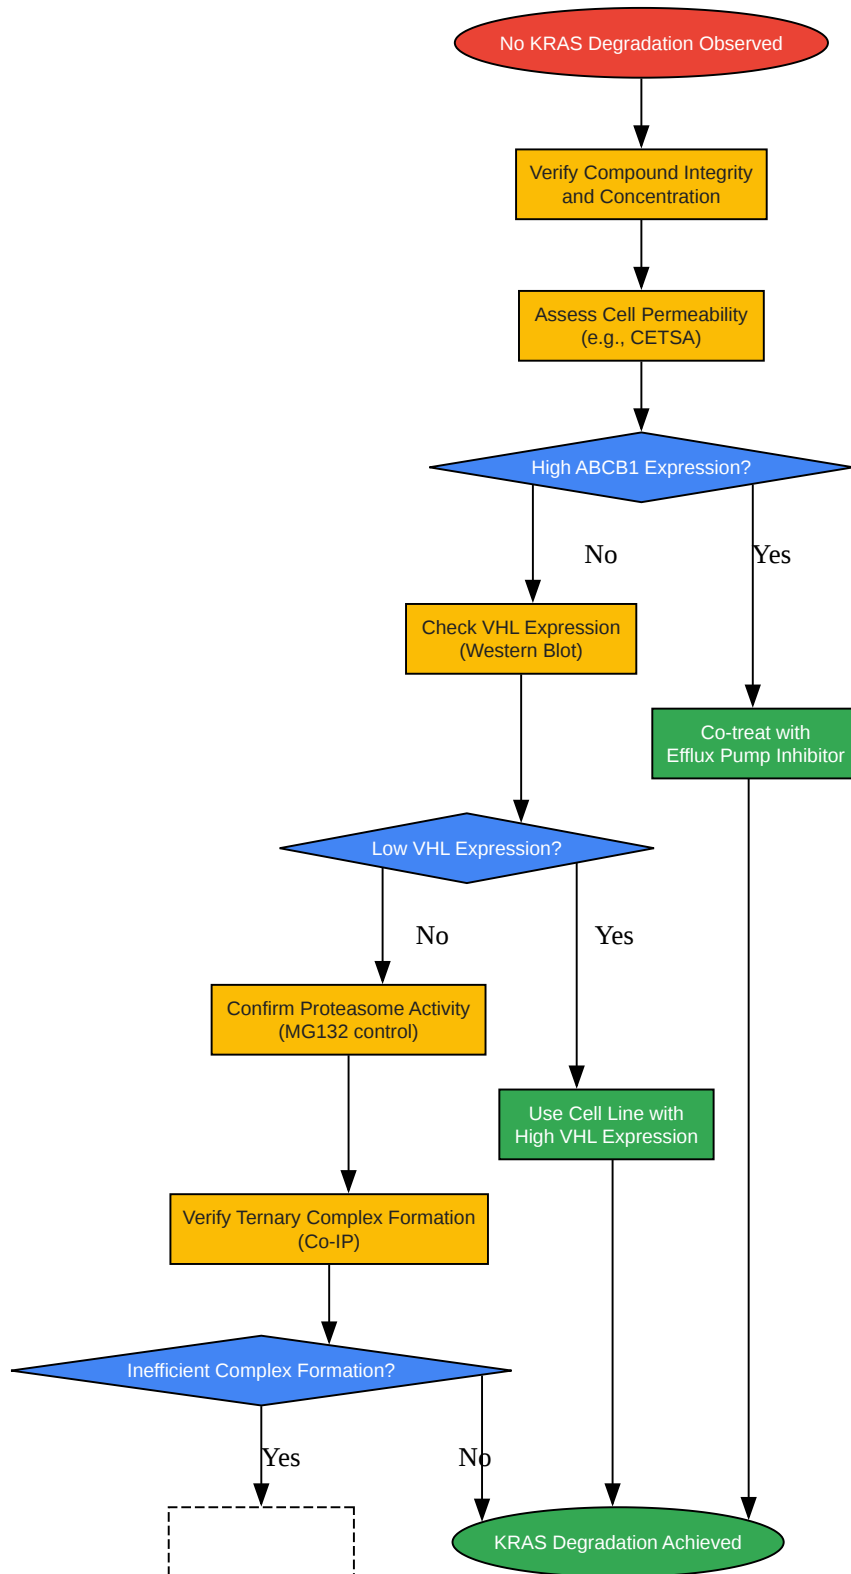 No KRAS Degradation Observed
Verify Compound Integrity
and Concentration
Assess Cell Permeability
(e.g., CETSA)
High ABCB1 Expression?
No
Yes
Check VHL Expression
(Western Blot)
Co-treat with
Efflux Pump Inhibitor
Low VHL Expression?
No
Yes
Confirm Proteasome Activity
(MG132 control)
Use Cell Line with
High VHL Expression
Verify Ternary Complex Formation
(Co-IP)
Inefficient Complex Formation?
Yes
No
KRAS Degradation Achieved